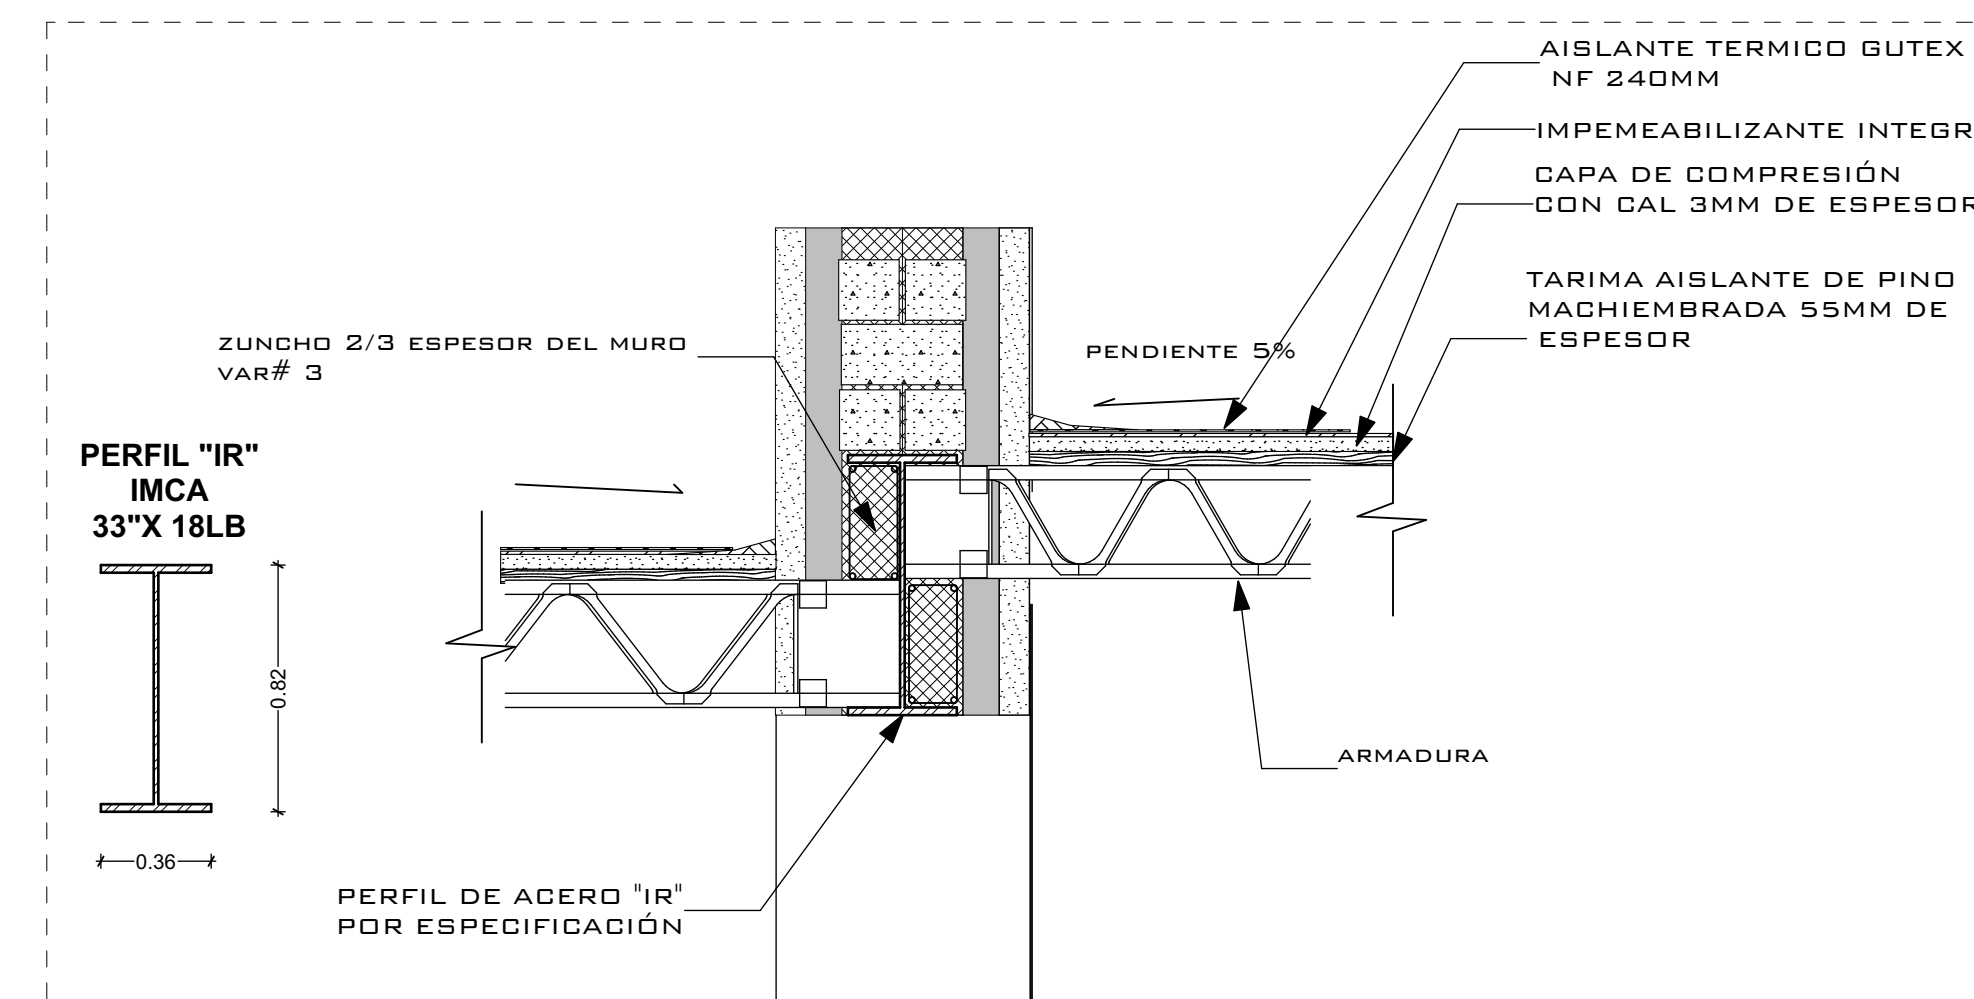 AISLANTE TERMICO GUTEX
NF 240MM
IMPEMEABILIZANTE INTEGR
CAPA DE COMPRESIÓN
CON CAL 3MM DE ESPESOR
TARIMA AISLANTE DE PINO
MACHIEMBRADA 55MM DE
ESPESOR
ZUNCHO 2/3 ESPESOR DEL MURO
VAR# 3
PENDIENTE 5%
PERFIL "IR"
IMCA
33"X 18LB
0.82
0.36
ARMADURA
PERFIL DE ACERO "IR"
POR ESPECIFICACIÓN